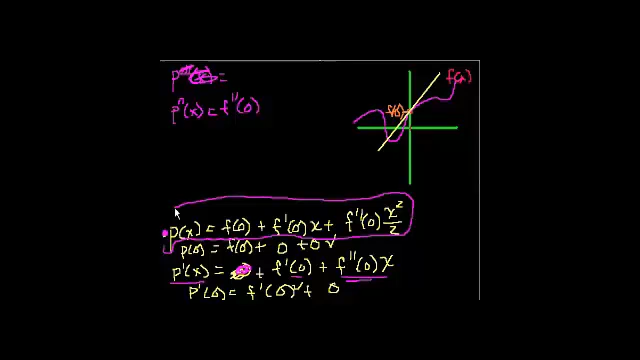 p'''(x) =
p''(x) = f''(0)
f(x)
f(0)
p(x) = f(0) + f'(0)x + f''(0) x²/2
p(0) = f(0) + 0 + 0 ✓
p'(x) = + f'(0) + f''(0) x
p'(0) = f'(0) ✓ + 0